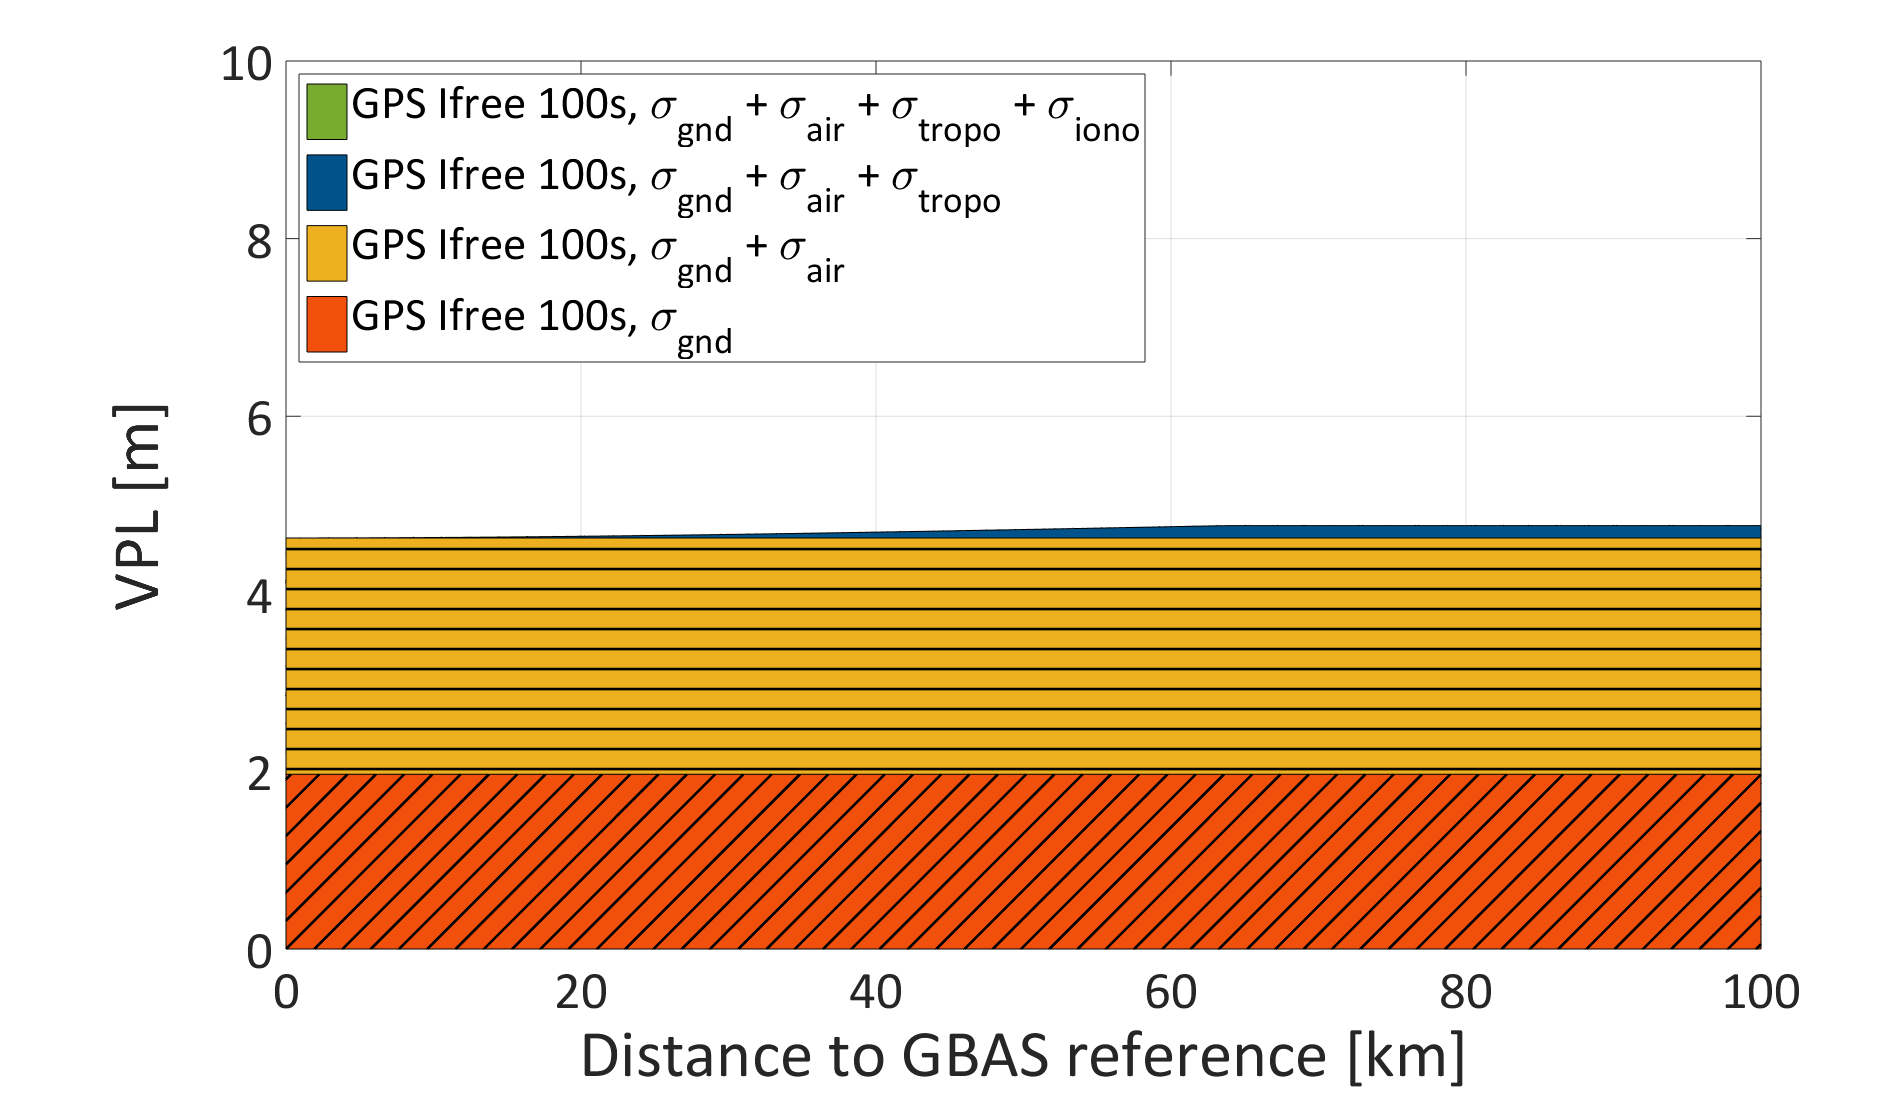 10
8
6
4
2
0
VPL [m]
GPS Ifree 100s, σgnd + σair + σtropo + σiono
GPS Ifree 100s, σgnd + σair + σtropo
GPS Ifree 100s, σgnd + σair
GPS Ifree 100s, σgnd
0 20 40 60 80 100
Distance to GBAS reference [km]